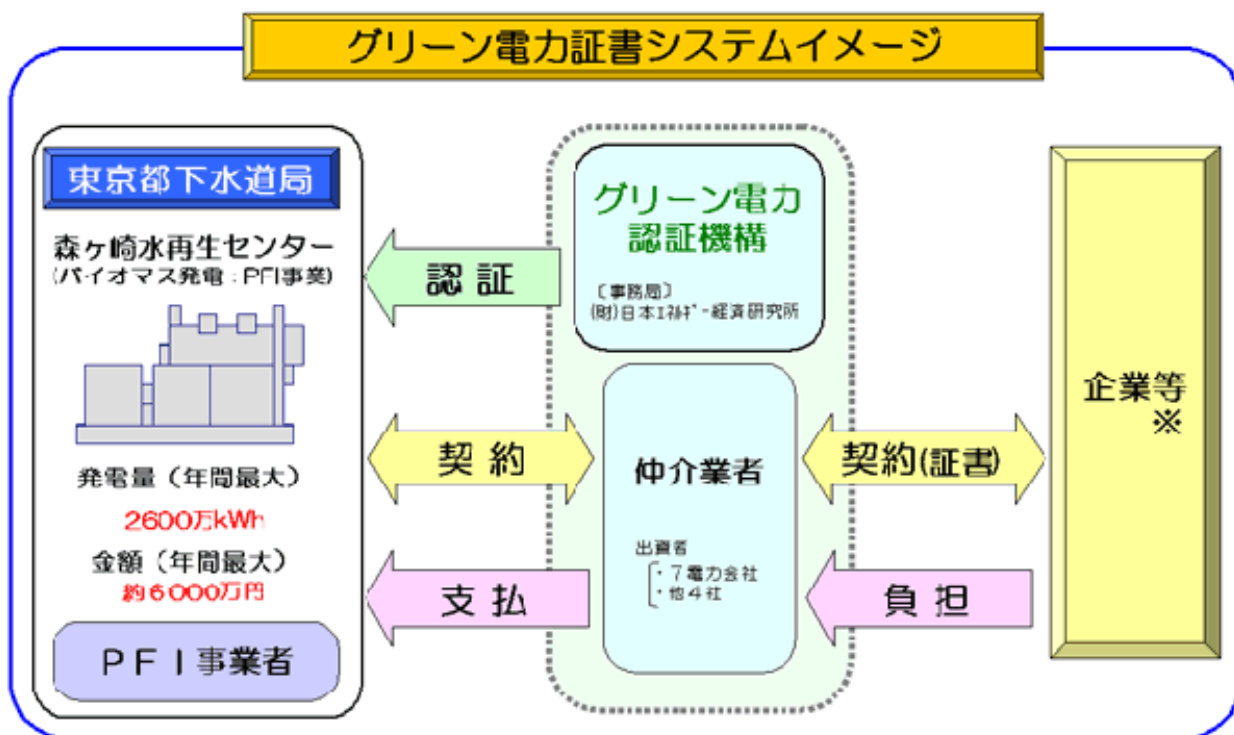 グリーン電力証書システムイメージ
東京都下水道局
森ヶ崎水再生センター
(バイオマス発電:PFI事業)
発電量(年間最大)
2600万kWh
金額(年間最大)
約6000万円
PFI事業者
認証
契約
支払
グリーン電力
認証機構
〔事務局〕
(財)日本エネルギー経済研究所
仲介業者
出資者
・7電力会社
・他4社
契約(証書)
負担
企業等
※